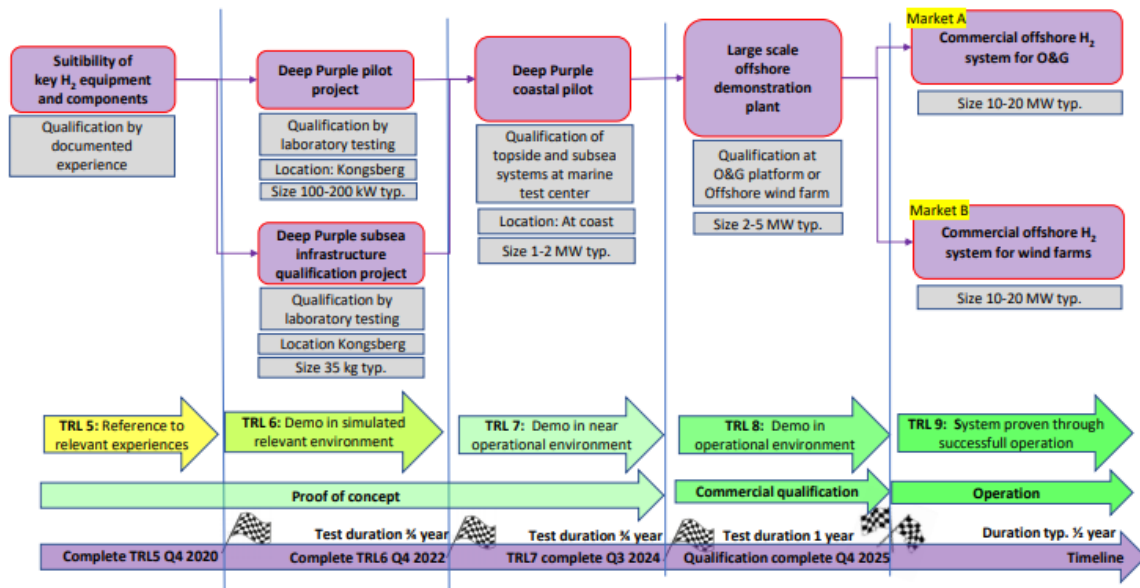 Suitibility of
key H₂ equipment
and components
Qualification by
documented
experience
Deep Purple pilot
project
Qualification by
laboratory testing
Location: Kongsberg
Size 100-200 kW typ.
Deep Purple subsea
infrastructure
qualification project
Qualification by
laboratory testing
Location Kongsberg
Size 35 kg typ.
Deep Purple
coastal pilot
Qualification of
topside and subsea
systems at marine
test center
Location: At coast
Size 1-2 MW typ.
Large scale
offshore
demonstration
plant
Qualification at
O&G platform or
Offshore wind farm
Size 2-5 MW typ.
Market A
Commercial offshore H₂
system for O&G
Size 10-20 MW typ.
Market B
Commercial offshore H₂
system for wind farms
Size 10-20 MW typ.
TRL 5: Reference to
relevant experiences
TRL 6: Demo in simulated
relevant environment
TRL 7: Demo in near
operational environment
TRL 8: Demo in
operational environment
TRL 9: System proven through
successfull operation
Proof of concept
Commercial qualification
Operation
Test duration ¾ year
Test duration ¾ year
Test duration 1 year
Duration typ. ½ year
Complete TRL5 Q4 2020
Complete TRL6 Q4 2022
TRL7 complete Q3 2024
Qualification complete Q4 2025
Timeline